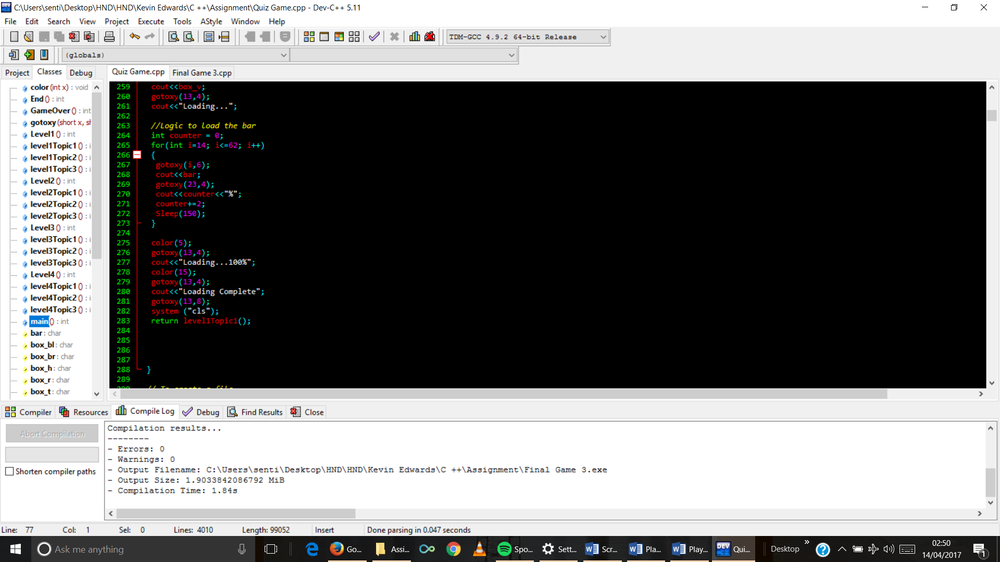 C:\Users\senti\Desktop\HND\HND\Kevin Edwards\C ++\Assignment\Quiz Game.cpp - Dev-C++ 5.11
File Edit Search View Project Execute Tools AStyle Window Help
TDM-GCC 4.9.2 64-bit Release
(globals)
Project Classes Debug
Quiz Game.cpp Final Game 3.cpp
color (int x) : void
End () : int
GameOver () : int
gotoxy (short x, sh
Level1 () : int
level1Topic1 () : i
level1Topic2 () : i
level1Topic3 () : i
Level2 () : int
level2Topic1 () : i
level2Topic2 () : i
level2Topic3 () : i
Level3 () : int
level3Topic1 () : i
level3Topic2 () : i
level3Topic3 () : i
Level4 () : int
level4Topic1 () : i
level4Topic2 () : i
level4Topic3 () : i
main () : int
bar : char
box_bl : char
box_br : char
box_h : char
box_r : char
box_t : char
259 cout<<box_v;
260 gotoxy(13,4);
261 cout<<"Loading...";
262
263 //Logic to load the bar
264 int counter = 0;
265 for(int i=14; i<=62; i++)
266 {
267 gotoxy(i,6);
268 cout<<bar;
269 gotoxy(23,4);
270 cout<<counter<<"%";
271 counter+=2;
272 Sleep(150);
273 }
274
275 color(5);
276 gotoxy(13,4);
277 cout<<"Loading...100%";
278 color(15);
279 gotoxy(13,4);
280 cout<<"Loading Complete";
281 gotoxy(13,8);
282 system ("cls");
283 return level1Topic1();
284
285
286
287
288 }
289
290 // To create a file
Compiler Resources Compile Log Debug Find Results Close
Abort Compilation
Shorten compiler paths
Compilation results...
--------
- Errors: 0
- Warnings: 0
- Output Filename: C:\Users\senti\Desktop\HND\HND\Kevin Edwards\C ++\Assignment\Final Game 3.exe
- Output Size: 1.9033842086792 MiB
- Compilation Time: 1.84s
Line: 77 Col: 1 Sel: 0 Lines: 4010 Length: 99052 Insert Done parsing in 0.047 seconds
Ask me anything
Go... Assi... Spo... Sett... Scr... Pla... Play... Qui... Desktop
02:50
14/04/2017
1